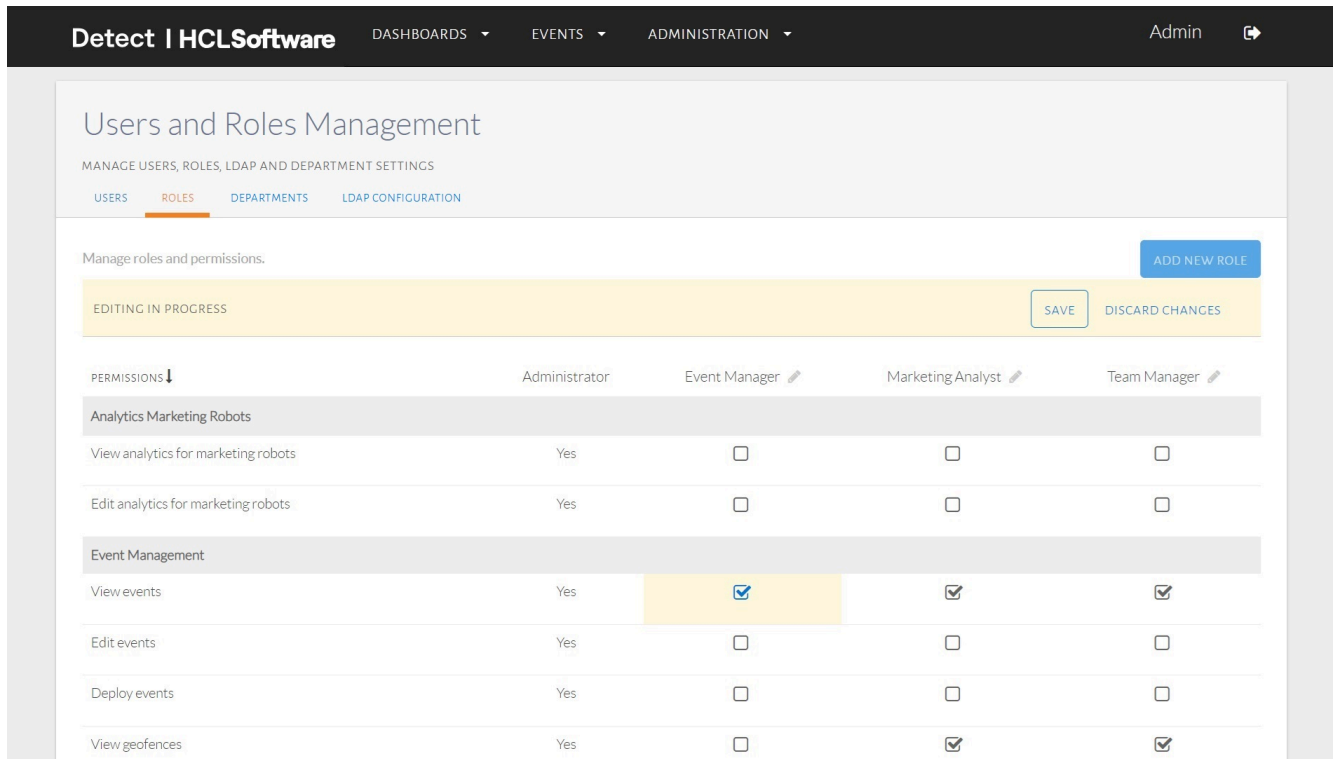 Detect | HCLSoftware DASHBOARDS EVENTS ADMINISTRATION Admin
Users and Roles Management
MANAGE USERS, ROLES, LDAP AND DEPARTMENT SETTINGS
USERS ROLES DEPARTMENTS LDAP CONFIGURATION
Manage roles and permissions. ADD NEW ROLE
EDITING IN PROGRESS SAVE DISCARD CHANGES
PERMISSIONS Administrator Event Manager Marketing Analyst Team Manager
Analytics Marketing Robots
View analytics for marketing robots Yes
Edit analytics for marketing robots Yes
Event Management
View events Yes
Edit events Yes
Deploy events Yes
View geofences Yes